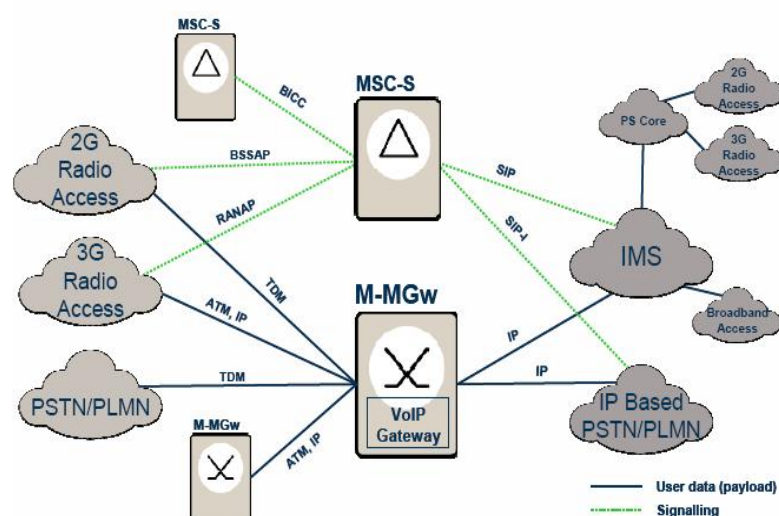 MSC-S
BICC
MSC-S
2G
Radio
Access
PS Core
3G
Radio
Access
2G
Radio
Access
BSSAP
RANAP
SIP
SIP-I
IMS
3G
Radio
Access
TDM
ATM, IP
M-MGw
Broadband
Access
IP
PSTN/PLMN
TDM
IP
VoIP
Gateway
IP Based
PSTN/PLMN
M-MGw
ATM, IP
User data (payload)
Signalling